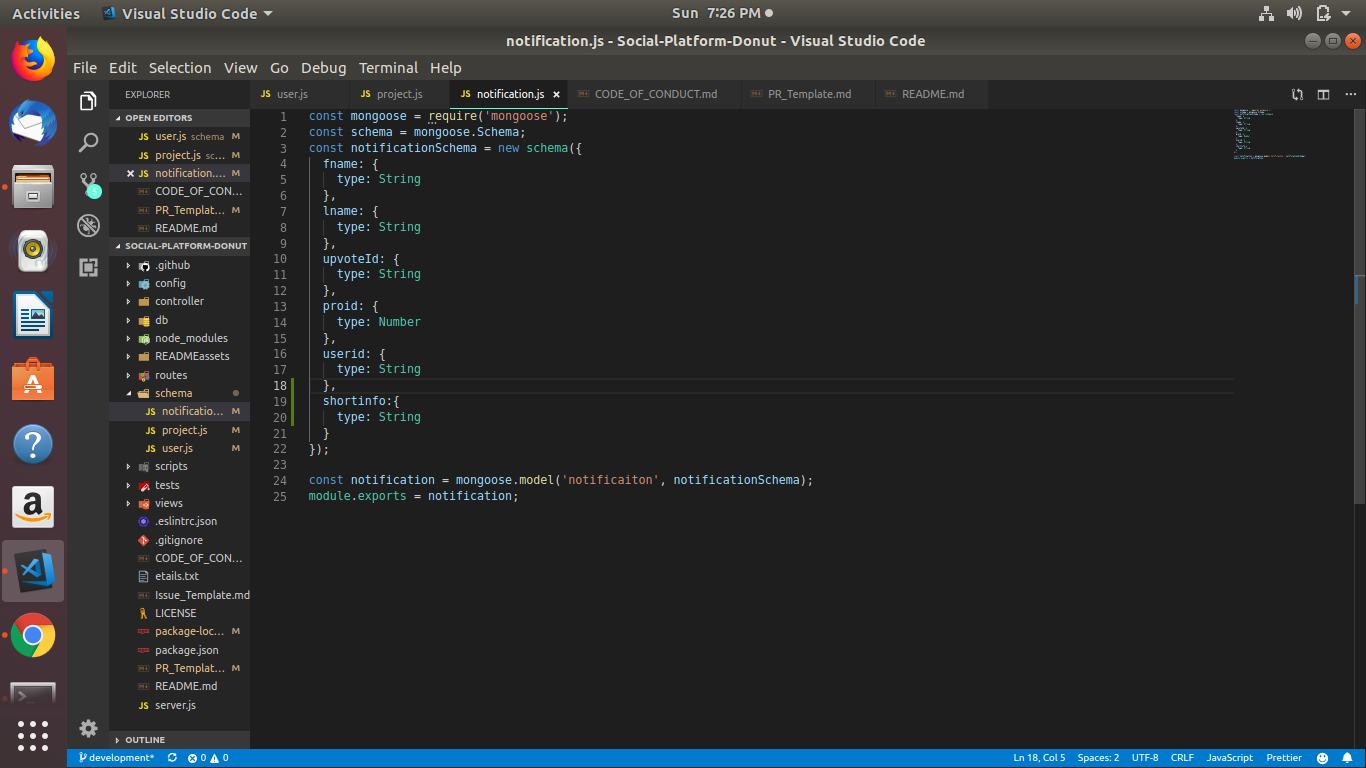 Activities
Visual Studio Code
Sun 7:26 PM
notification.js - Social-Platform-Donut - Visual Studio Code
File Edit Selection View Go Debug Terminal Help
EXPLORER
OPEN EDITORS
JS user.js schema M
JS project.js sc... M
JS notification.... M
CODE_OF_CON...
PR_Templat... M
README.md
5
SOCIAL-PLATFORM-DONUT
.github
config
controller
db
node_modules
READMEassets
routes
schema
JS notificatio... M
JS project.js M
JS user.js M
scripts
tests
views
.eslintrc.json
.gitignore
CODE_OF_CON...
etails.txt
Issue_Template.md
LICENSE
package-loc... M
package.json
PR_Templat... M
README.md
JS server.js
OUTLINE
JS user.js
JS project.js
JS notification.js
CODE_OF_CONDUCT.md
PR_Template.md
README.md
1 const mongoose = require('mongoose');
2 const schema = mongoose.Schema;
3 const notificationSchema = new schema({
4 fname: {
5 type: String
6 },
7 lname: {
8 type: String
9 },
10 upvoteId: {
11 type: String
12 },
13 proid: {
14 type: Number
15 },
16 userid: {
17 type: String
18 },
19 shortinfo:{
20 type: String
21 }
22 });
23
24 const notification = mongoose.model('notificaiton', notificationSchema);
25 module.exports = notification;
development* 0 0
Ln 18, Col 5 Spaces: 2 UTF-8 CRLF JavaScript Prettier